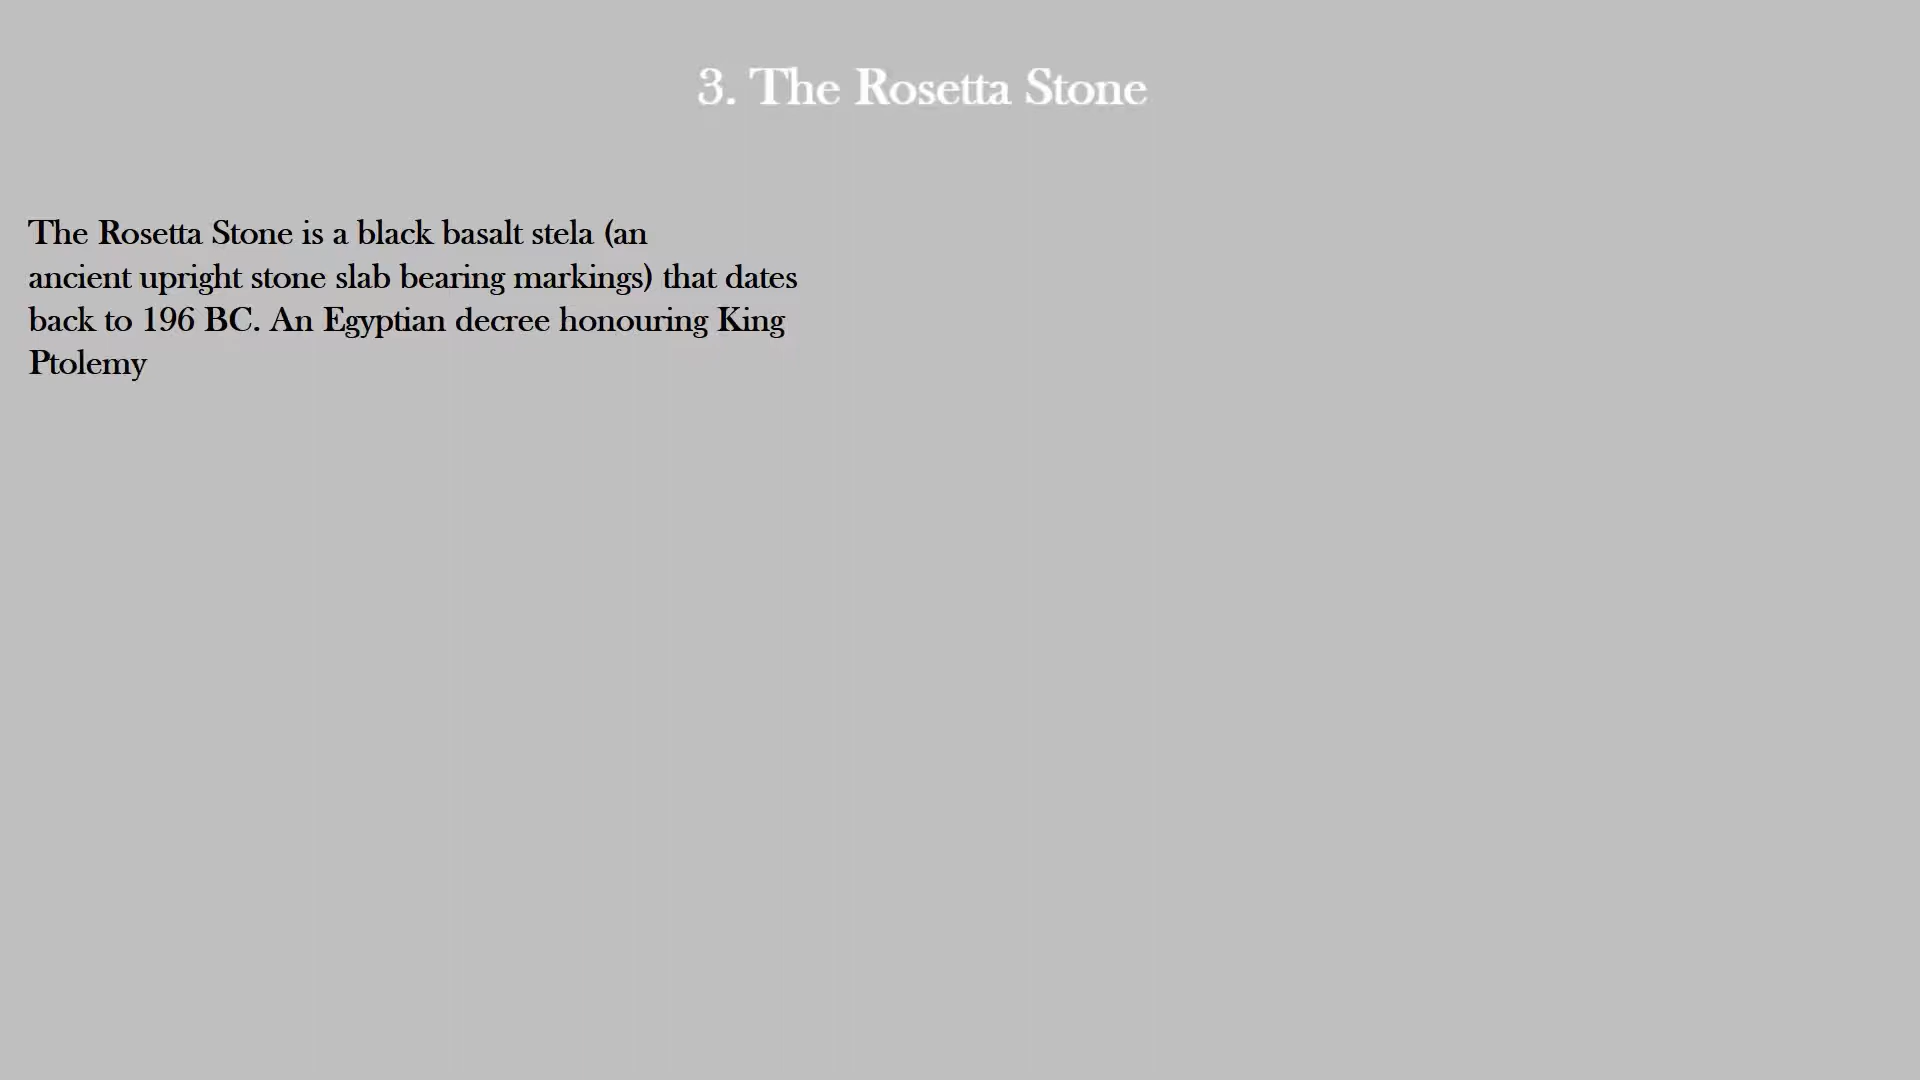 3. The Rosetta Stone
The Rosetta Stone is a black basalt stela (an
ancient upright stone slab bearing markings) that dates
back to 196 BC. An Egyptian decree honouring King
Ptolemy